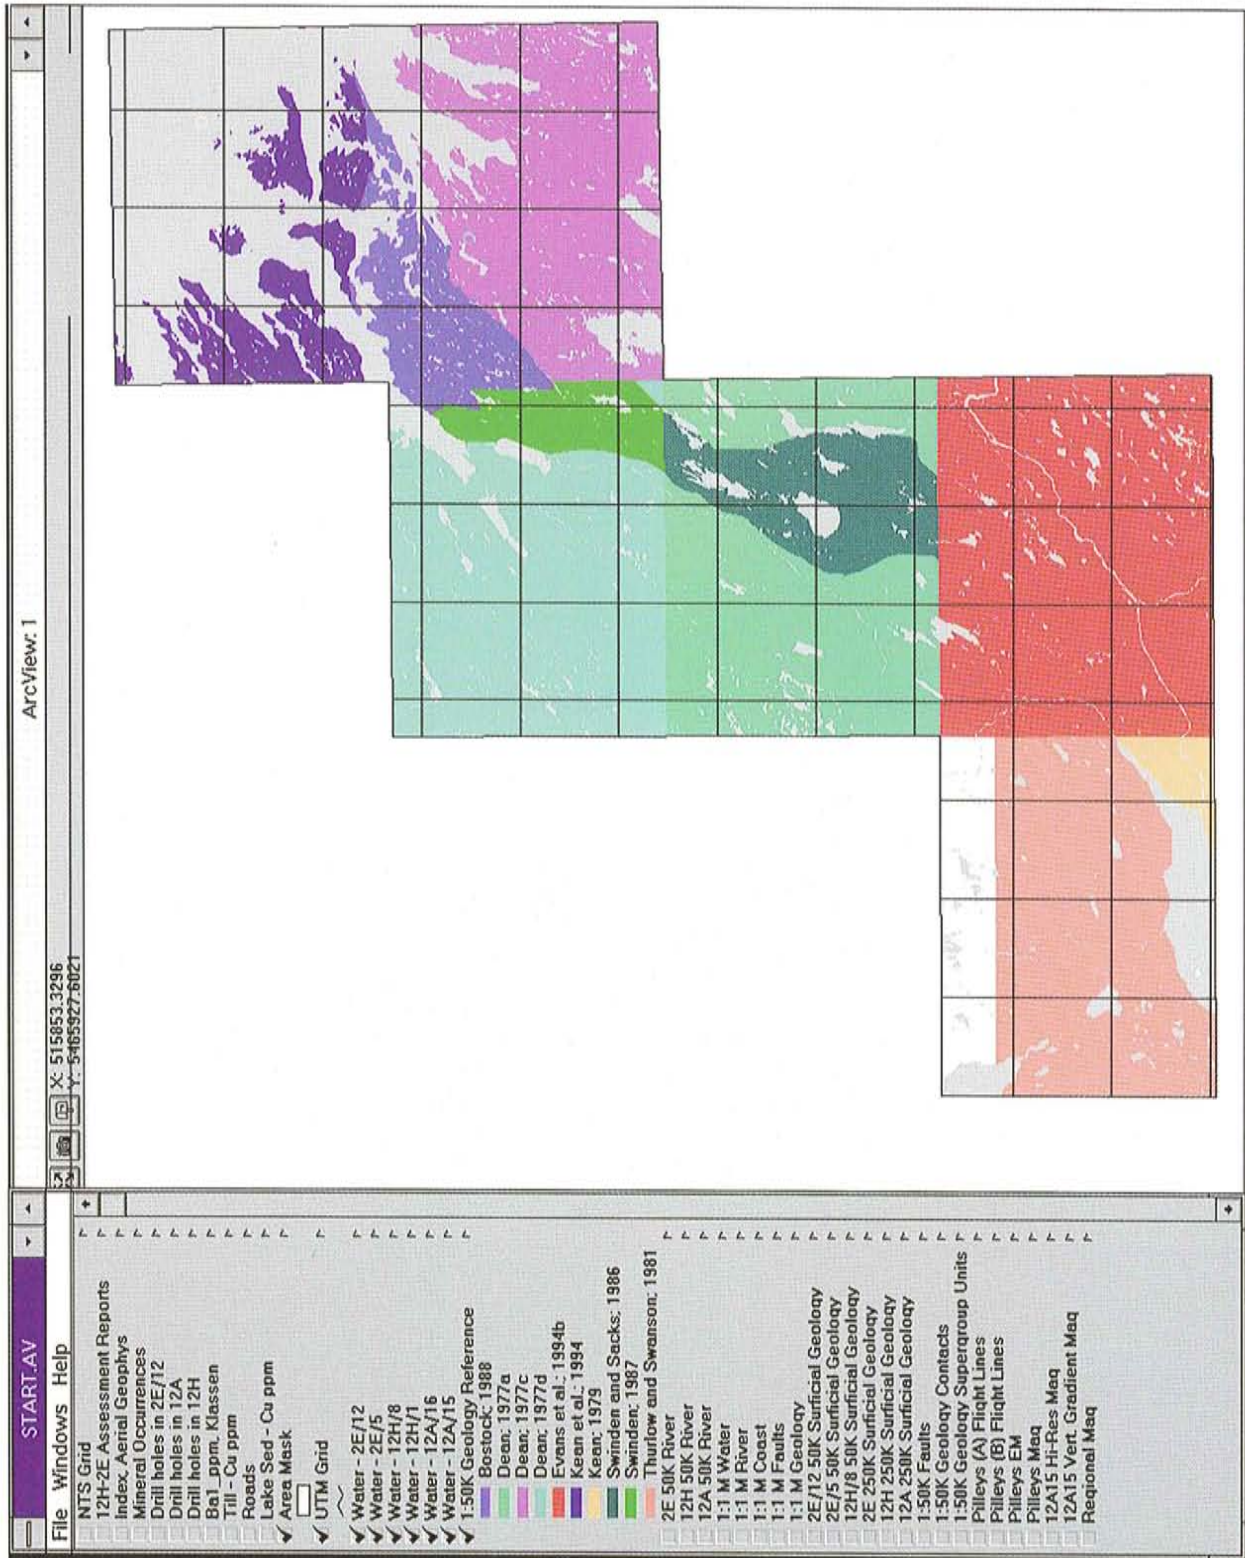 START.AV
File Windows Help
NTS Grid
12H-2E Assessment Reports
Index, Aerial Geophys
Mineral Occurrences
Drill holes in 2E/12
Drill holes in 12A
Drill holes in 12H
Ba1_ppm, Klassen
Till - Cu ppm
Roads
Lake Sed - Cu ppm
Area Mask
UTM Grid
Water - 2E/12
Water - 2E/5
Water - 12H/8
Water - 12H/1
Water - 12A/16
Water - 12A/15
1:50K Geology Reference
Bostock; 1988
Dean; 1977a
Dean; 1977c
Dean; 1977d
Evans et al.; 1994b
Kean et al.; 1994
Kean; 1979
Swinden and Sacks; 1986
Swinden; 1987
Thurlow and Swanson; 1981
2E 50K River
12H 50K River
12A 50K River
1:1 M Water
1:1 M River
1:1 M Coast
1:1 M Faults
1:1 M Geology
2E/12 50K Surficial Geology
2E/5 50K Surficial Geology
12H/8 50K Surficial Geology
2E 250K Surficial Geology
12H 250K Surficial Geology
12A 250K Surficial Geology
1:50K Faults
1:50K Geology Contacts
1:50K Geology Supergroup Units
Pilleys (A) Flight Lines
Pilleys (B) Flight Lines
Pilleys EM
Pilleys Mag
12A15 Hi-Res Mag
12A15 Vert. Gradient Mag
Regional Mag
ArcView: 1
X: 515853.3296
Y: 5465927.6021